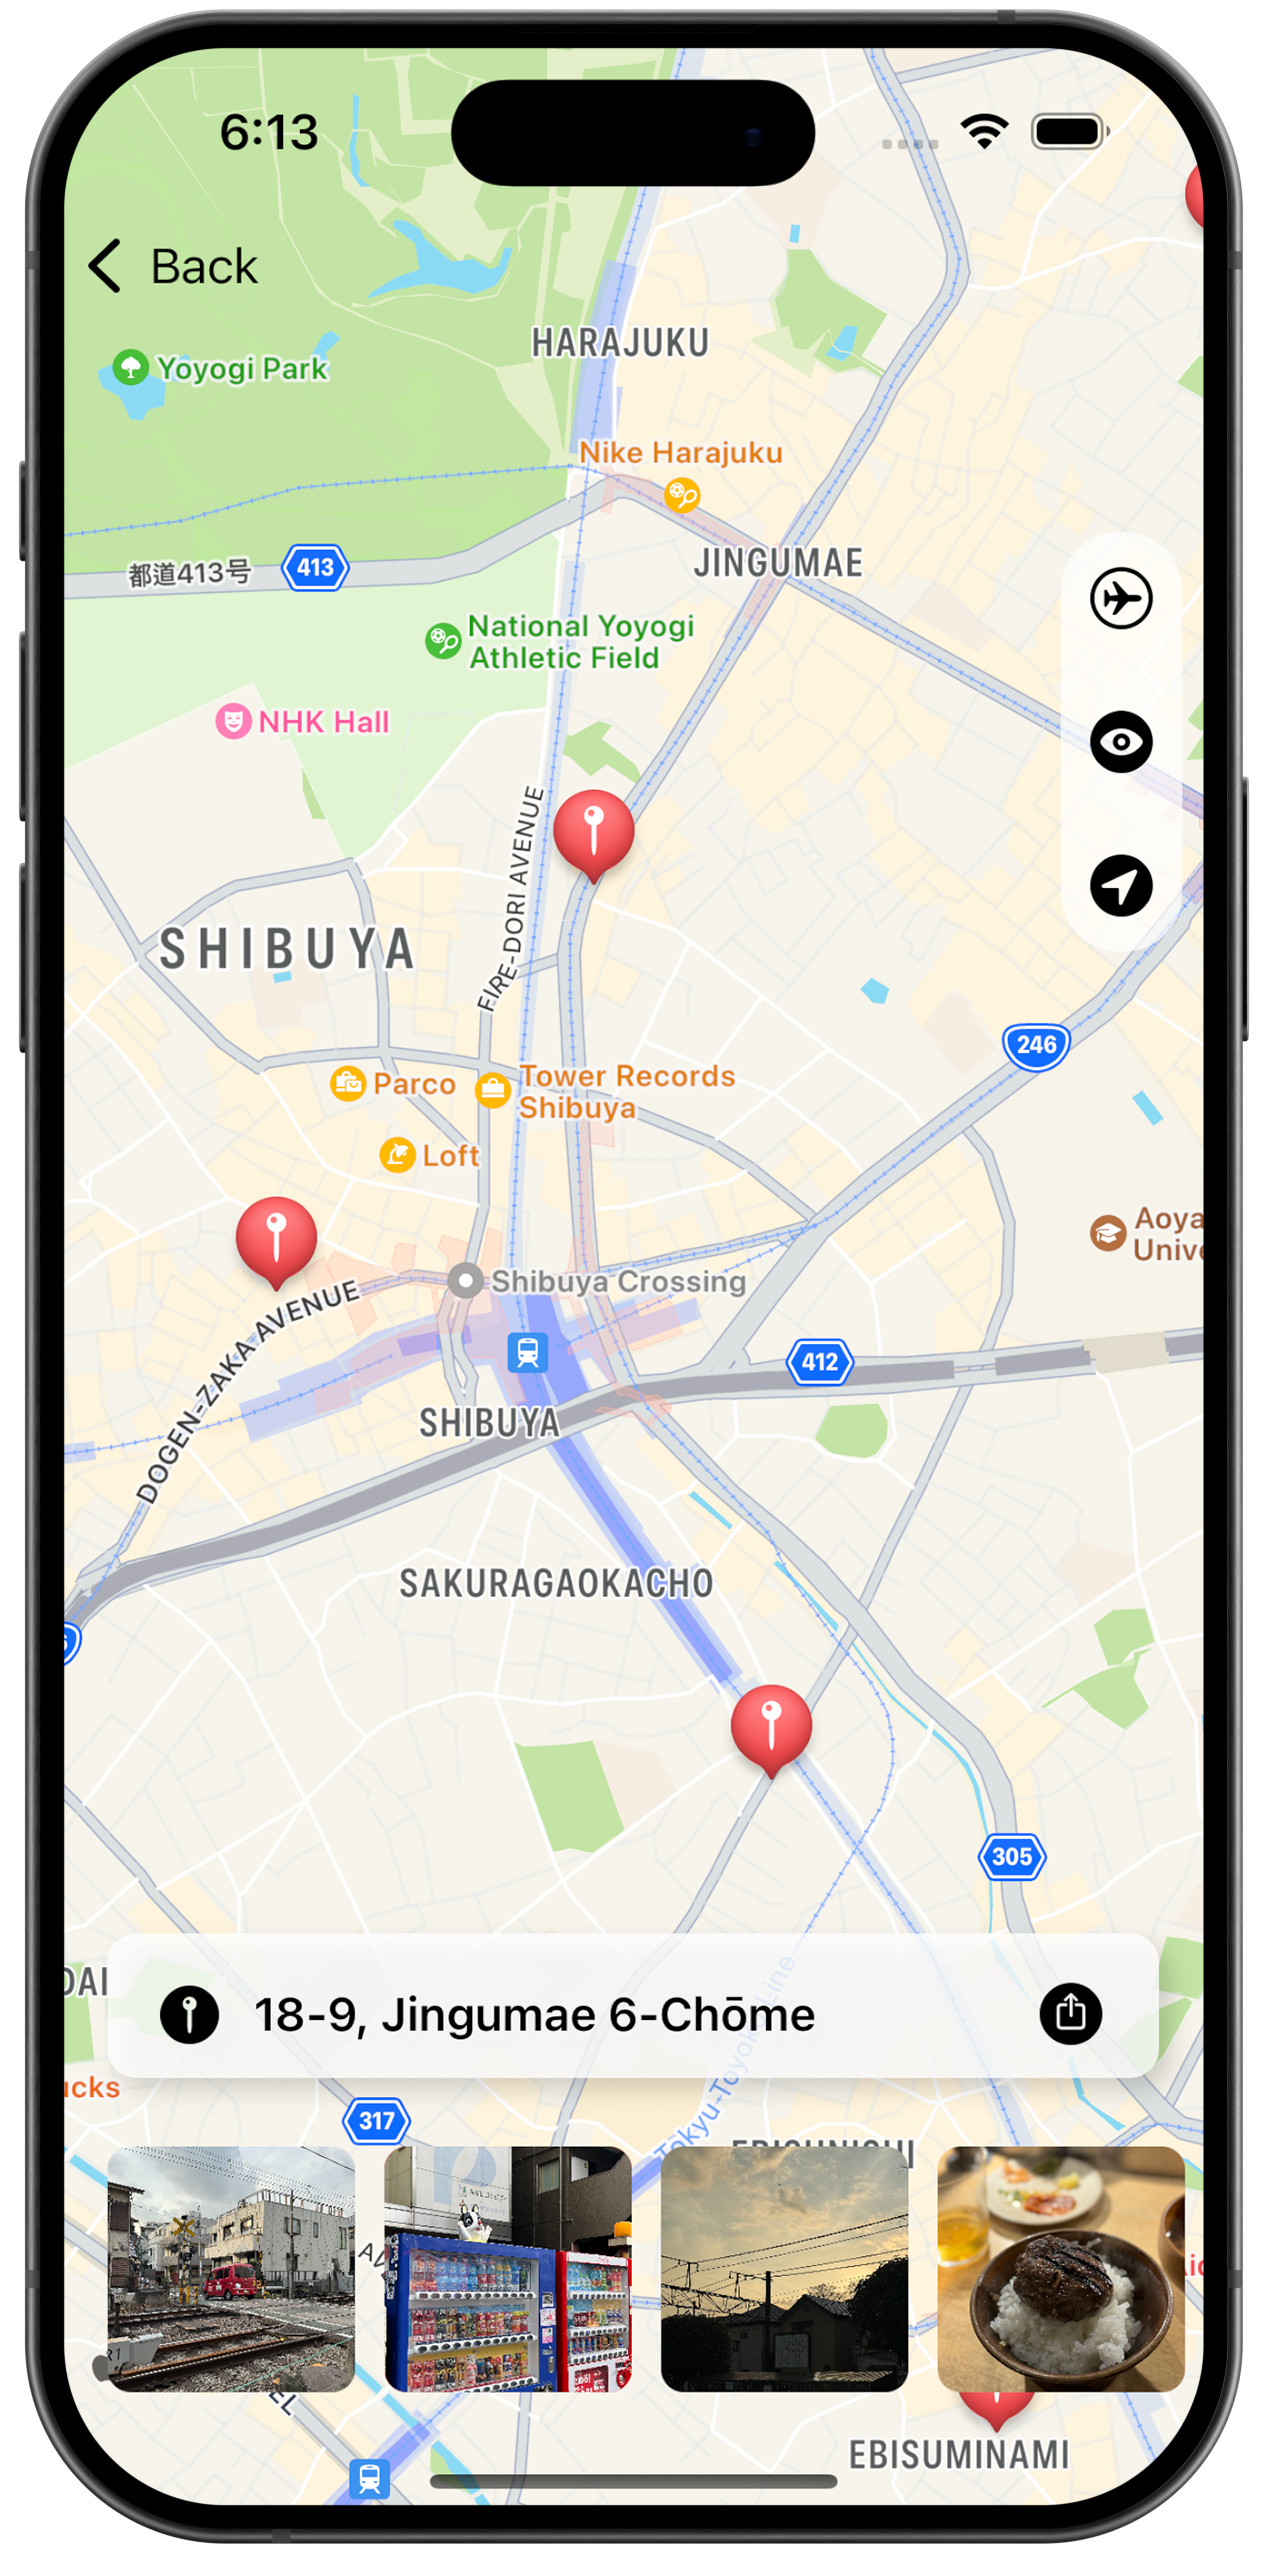 6:13
Back
HARAJUKU
Yoyogi Park
Nike Harajuku
都道413号
413
JINGUMAE
National Yoyogi
Athletic Field
NHK Hall
FIRE-DORI AVENUE
SHIBUYA
246
Parco
Tower Records
Shibuya
Loft
Aoya
Unive
Shibuya Crossing
DOGEN-ZAKA AVENUE
412
SHIBUYA
SAKURAGAOKACHO
305
DAI
18-9, Jingumae 6-Chōme
Tokyu-Toyoko Line
ucks
317
EBISUMINAMI